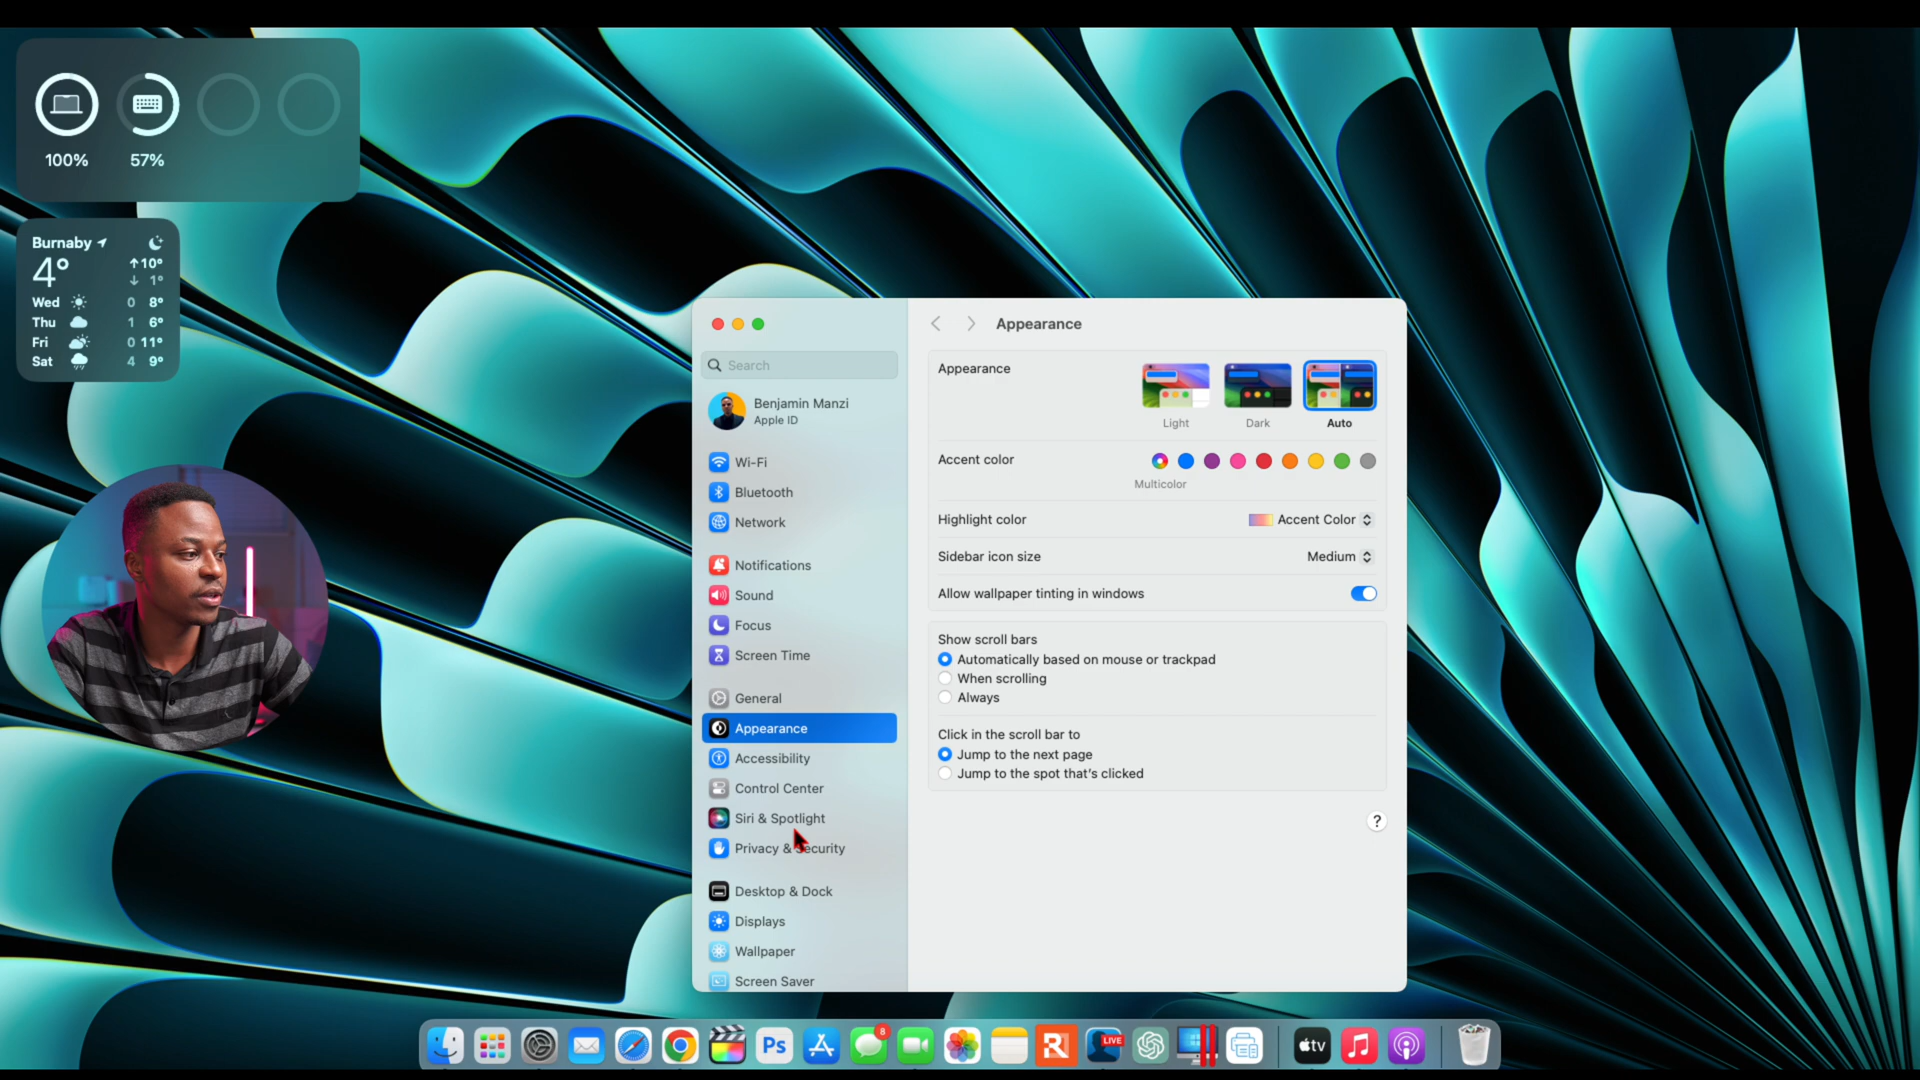 100%
57%
Burnaby
4°
↑10°
↓ 1°
Wed 0 8°
Thu 1 6°
Fri 0 11°
Sat 4 9°
Search
Benjamin Manzi
Apple ID
Wi-Fi
Bluetooth
Network
Notifications
Sound
Focus
Screen Time
General
Appearance
Accessibility
Control Center
Siri & Spotlight
Privacy & Security
Desktop & Dock
Displays
Wallpaper
Screen Saver
Appearance
Appearance
Light
Dark
Auto
Accent color
Multicolor
Highlight color
Accent Color
Sidebar icon size
Medium
Allow wallpaper tinting in windows
Show scroll bars
Automatically based on mouse or trackpad
When scrolling
Always
Click in the scroll bar to
Jump to the next page
Jump to the spot that's clicked
?
Ps
8
R
LIVE
tv